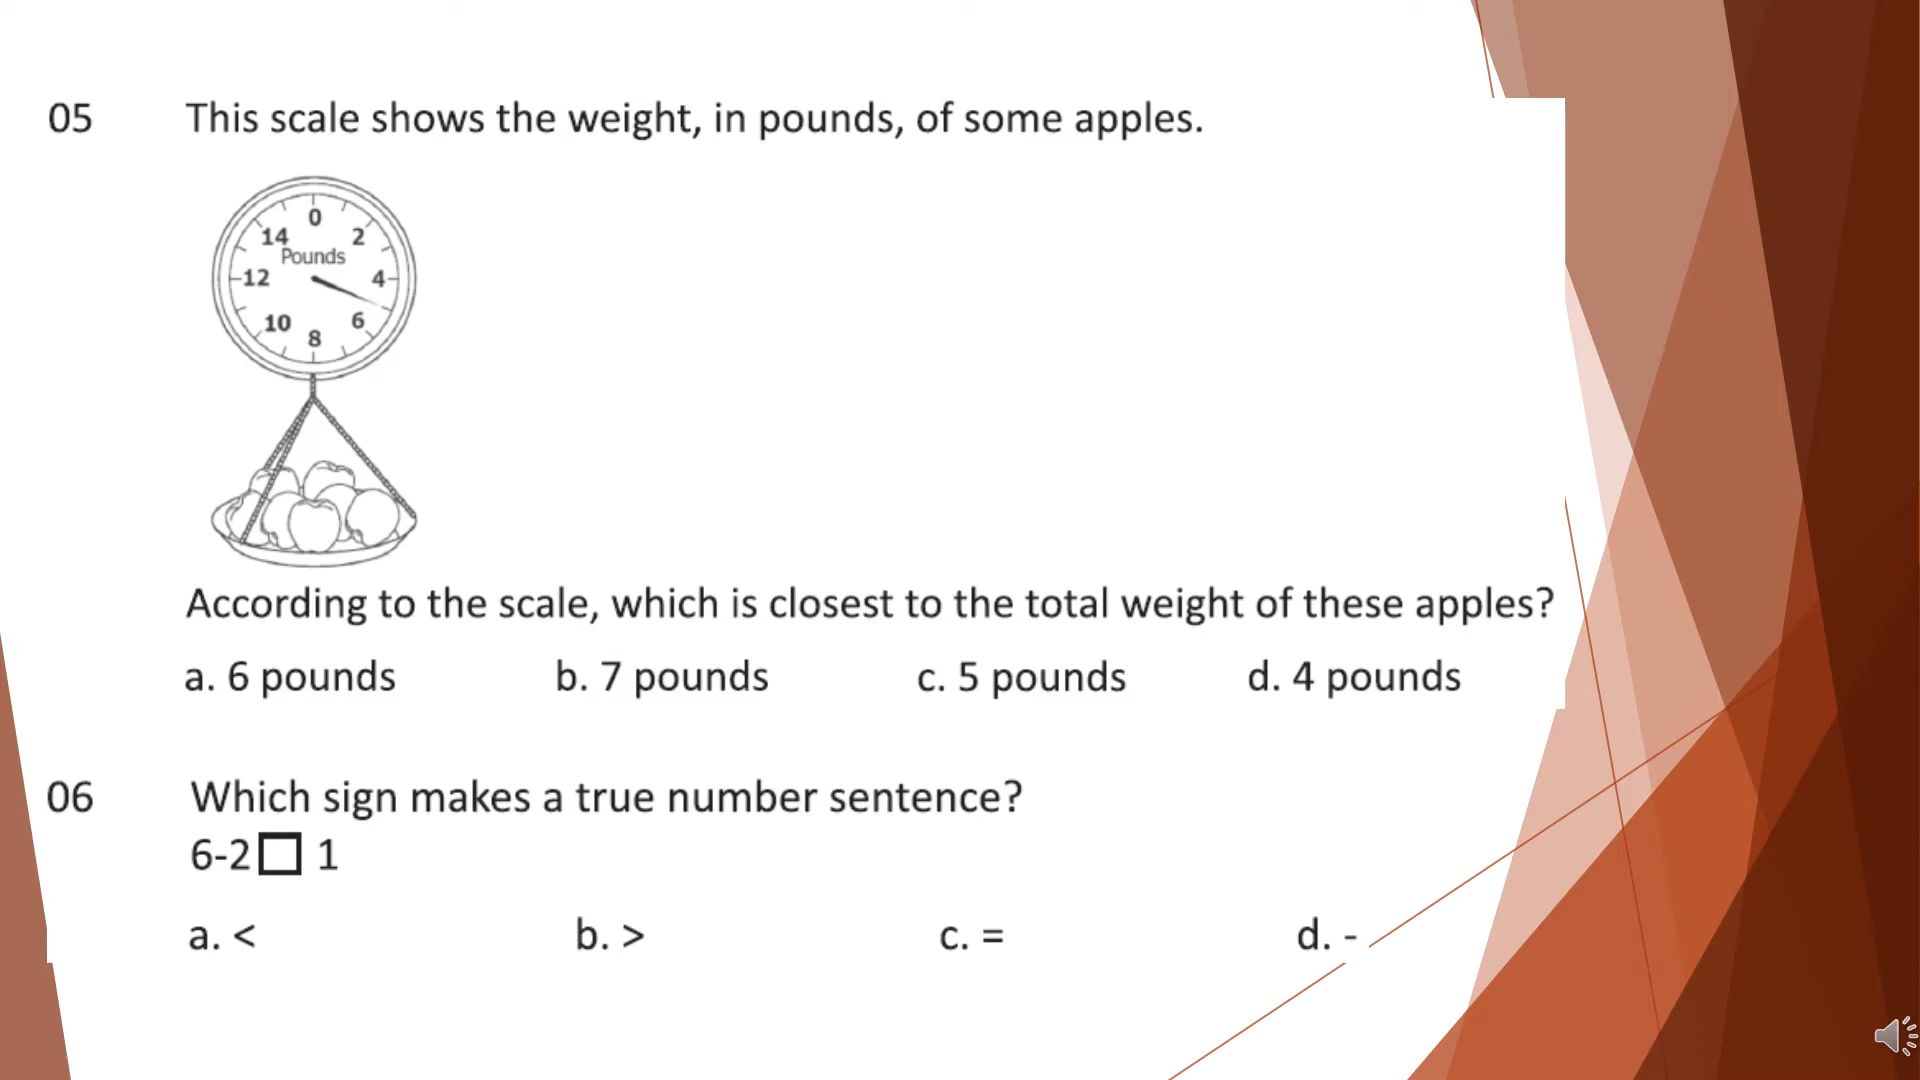 05 This scale shows the weight, in pounds, of some apples.
0
14 2
Pounds
12 4
10 6
8
According to the scale, which is closest to the total weight of these apples?
a. 6 pounds b. 7 pounds c. 5 pounds d. 4 pounds
06 Which sign makes a true number sentence?
6-2□ 1
a. < b. > c. = d. -